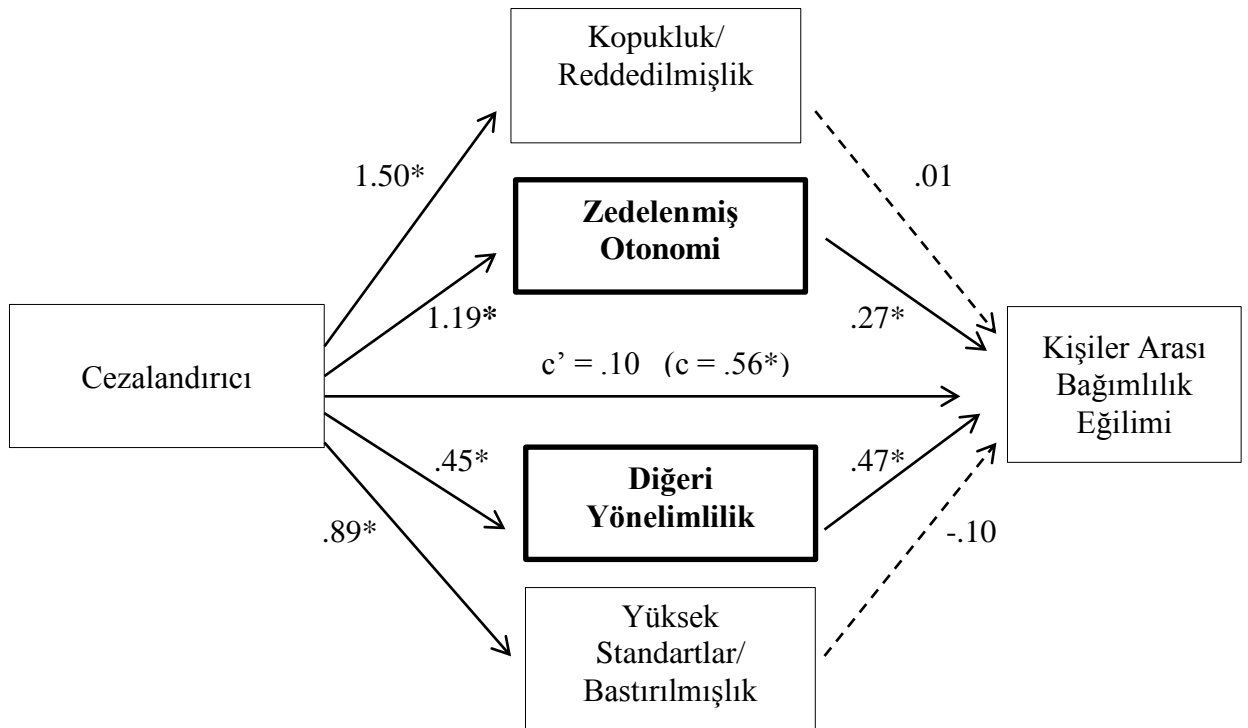 Kopukluk/
Reddedilmişlik
1.50*
.01
Zedelenmiş
Otonomi
1.19*
.27*
Cezalandırıcı
c’ = .10   (c = .56*)
Kişiler Arası
Bağımlılık
Eğilimi
.45*
.47*
Diğeri
Yönelimlilik
.89*
-.10
Yüksek
Standartlar/
Bastırılmışlık